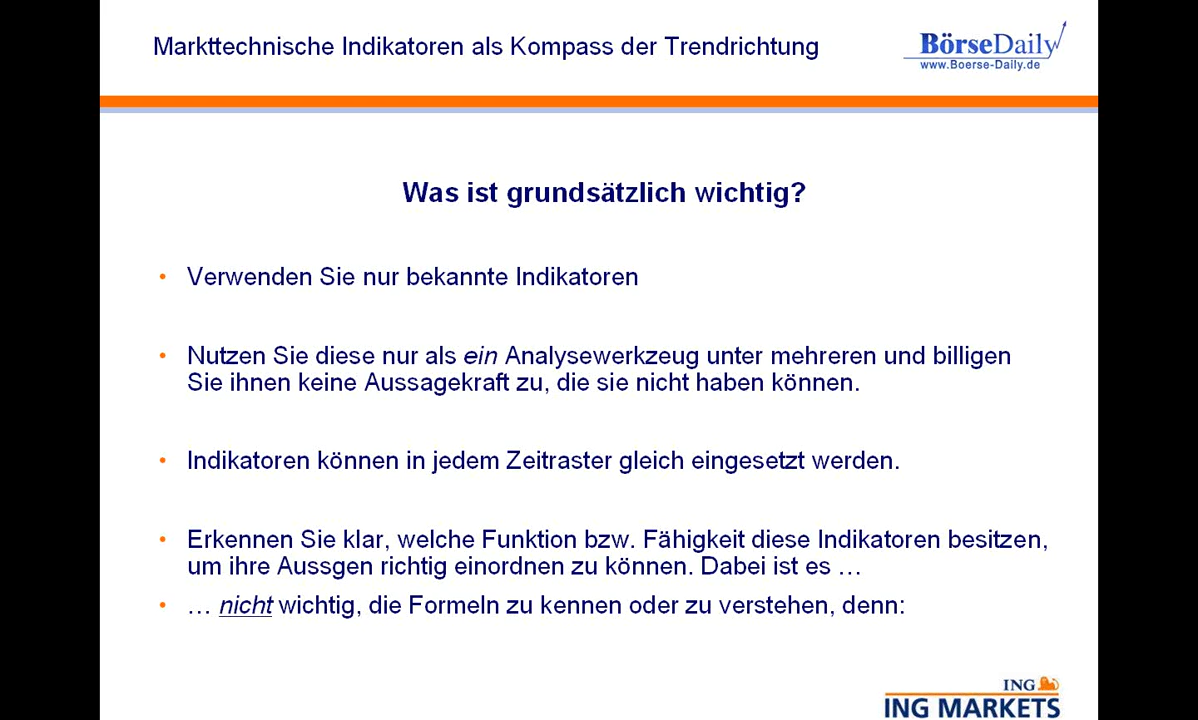 Markttechnische Indikatoren als Kompass der Trendrichtung
BörseDaily
www.Boerse-Daily.de
Was ist grundsätzlich wichtig?
• Verwenden Sie nur bekannte Indikatoren
• Nutzen Sie diese nur als ein Analysewerkzeug unter mehreren und billigen
Sie ihnen keine Aussagekraft zu, die sie nicht haben können.
• Indikatoren können in jedem Zeitraster gleich eingesetzt werden.
• Erkennen Sie klar, welche Funktion bzw. Fähigkeit diese Indikatoren besitzen,
um ihre Aussgen richtig einordnen zu können. Dabei ist es …
• … nicht wichtig, die Formeln zu kennen oder zu verstehen, denn:
ING
ING MARKETS